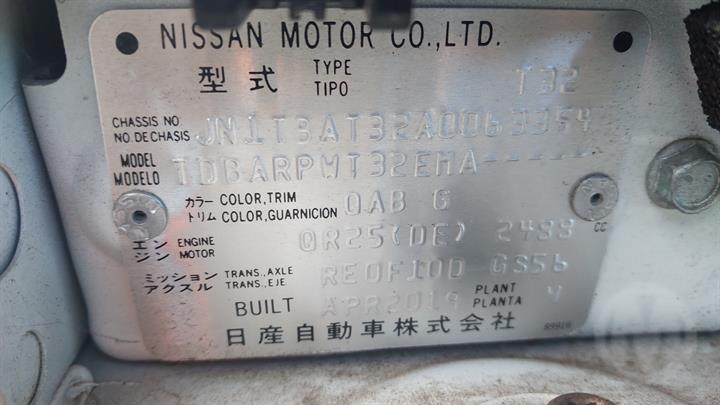 NISSAN MOTOR CO.,LTD.
型式 TYPE TIPO T32
CHASSIS NO. NO. DE CHASIS JN1TBAT32A0063354
MODEL MODELO TDBARPWT32EMA-----
カラー COLOR,TRIM トリム COLOR,GUARNICION QAB G
エンジン ENGINE MOTOR QR25(DE) 2488 CC
ミッション アクスル TRANS.,AXLE TRANS.,EJE RE0F10D GS56
BUILT APR2019 PLANT PLANTA Y
日産自動車株式会社 89916